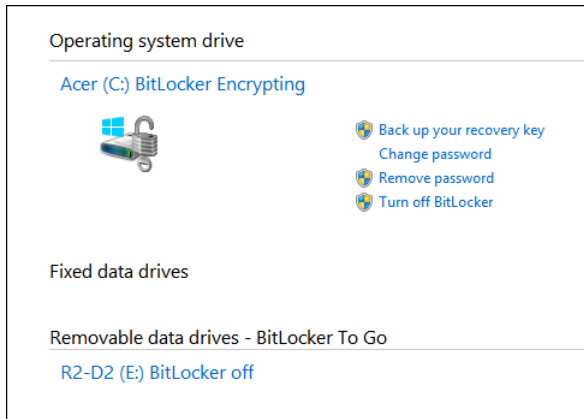 Operating system drive
Acer (C:) BitLocker Encrypting
Back up your recovery key
Change password
Remove password
Turn off BitLocker
Fixed data drives
Removable data drives - BitLocker To Go
R2-D2 (E:) BitLocker off